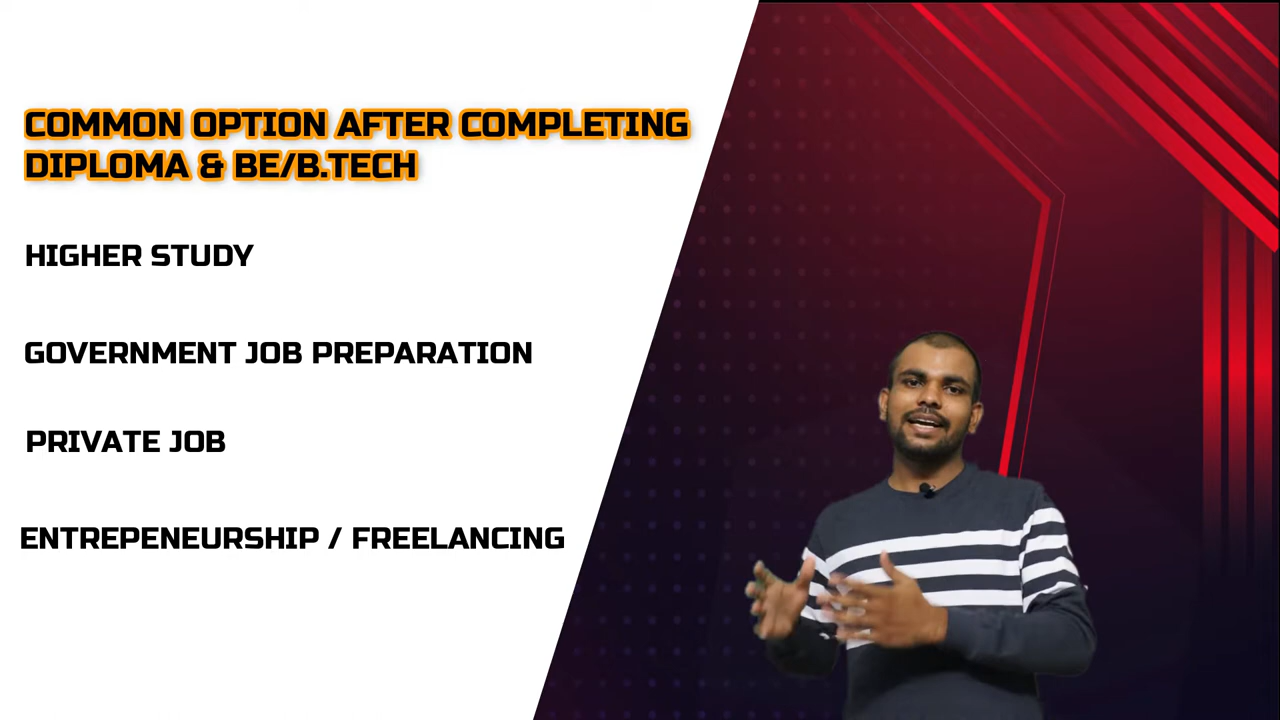 COMMON OPTION AFTER COMPLETING
DIPLOMA & BE/B.TECH
HIGHER STUDY
GOVERNMENT JOB PREPARATION
PRIVATE JOB
ENTREPENEURSHIP / FREELANCING